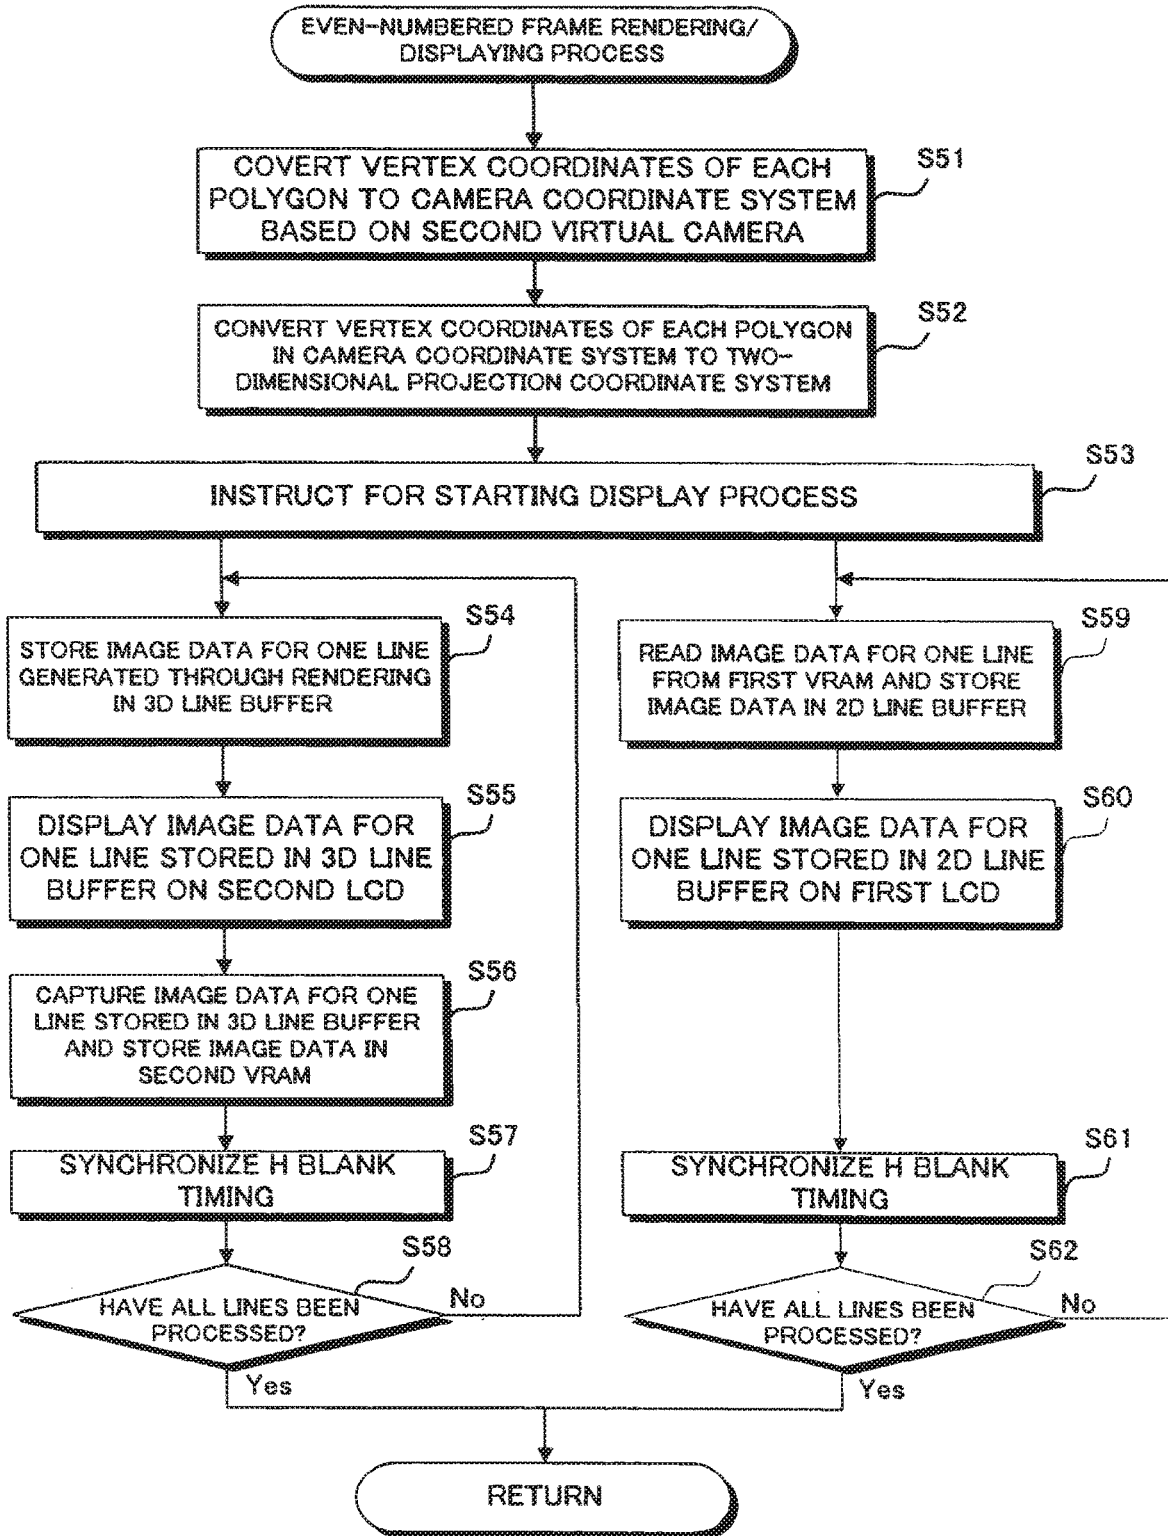 EVEN-NUMBERED FRAME RENDERING/
DISPLAYING PROCESS
S51
COVERT VERTEX COORDINATES OF EACH
POLYGON TO CAMERA COORDINATE SYSTEM
BASED ON SECOND VIRTUAL CAMERA
S52
CONVERT VERTEX COORDINATES OF EACH POLYGON
IN CAMERA COORDINATE SYSTEM TO TWO-
DIMENSIONAL PROJECTION COORDINATE SYSTEM
S53
INSTRUCT FOR STARTING DISPLAY PROCESS
S54
STORE IMAGE DATA FOR ONE LINE
GENERATED THROUGH RENDERING
IN 3D LINE BUFFER
S55
DISPLAY IMAGE DATA FOR
ONE LINE STORED IN 3D LINE
BUFFER ON SECOND LCD
S56
CAPTURE IMAGE DATA FOR ONE
LINE STORED IN 3D LINE BUFFER
AND STORE IMAGE DATA IN
SECOND VRAM
S57
SYNCHRONIZE H BLANK
TIMING
S58
HAVE ALL LINES BEEN
PROCESSED?
No
Yes
S59
READ IMAGE DATA FOR ONE LINE
FROM FIRST VRAM AND STORE
IMAGE DATA IN 2D LINE BUFFER
S60
DISPLAY IMAGE DATA FOR
ONE LINE STORED IN 2D LINE
BUFFER ON FIRST LCD
S61
SYNCHRONIZE H BLANK
TIMING
S62
HAVE ALL LINES BEEN
PROCESSED?
No
Yes
RETURN